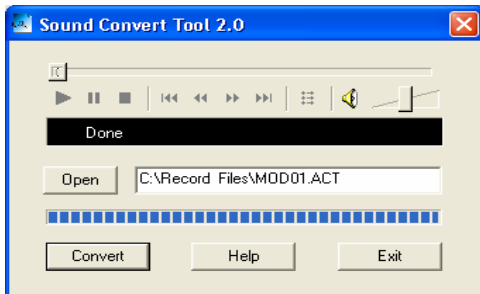 Sound Convert Tool 2.0
Done
Open C:\Record Files\MOD01.ACT
Convert Help Exit